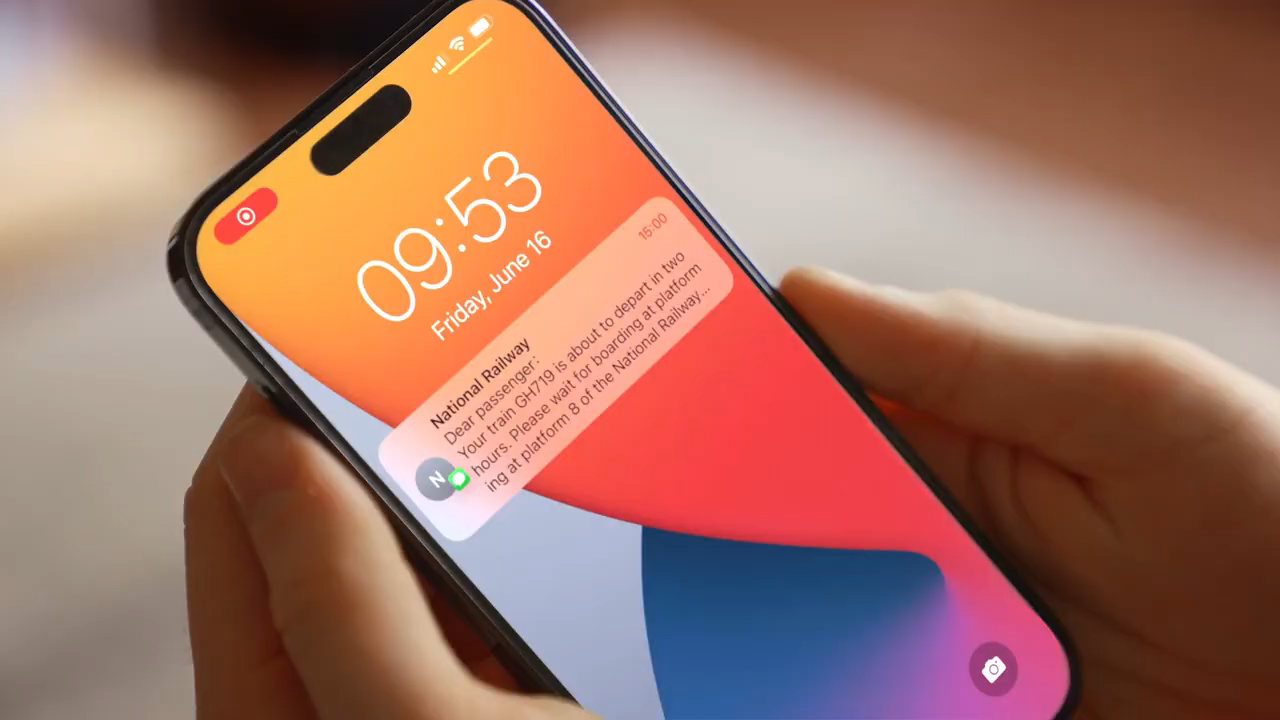 09:53
Friday, June 16
National Railway
15:00
Dear passenger:
Your train GH719 is about to depart in two
hours. Please wait for boarding at platform
ing at platform 8 of the National Railway...
N